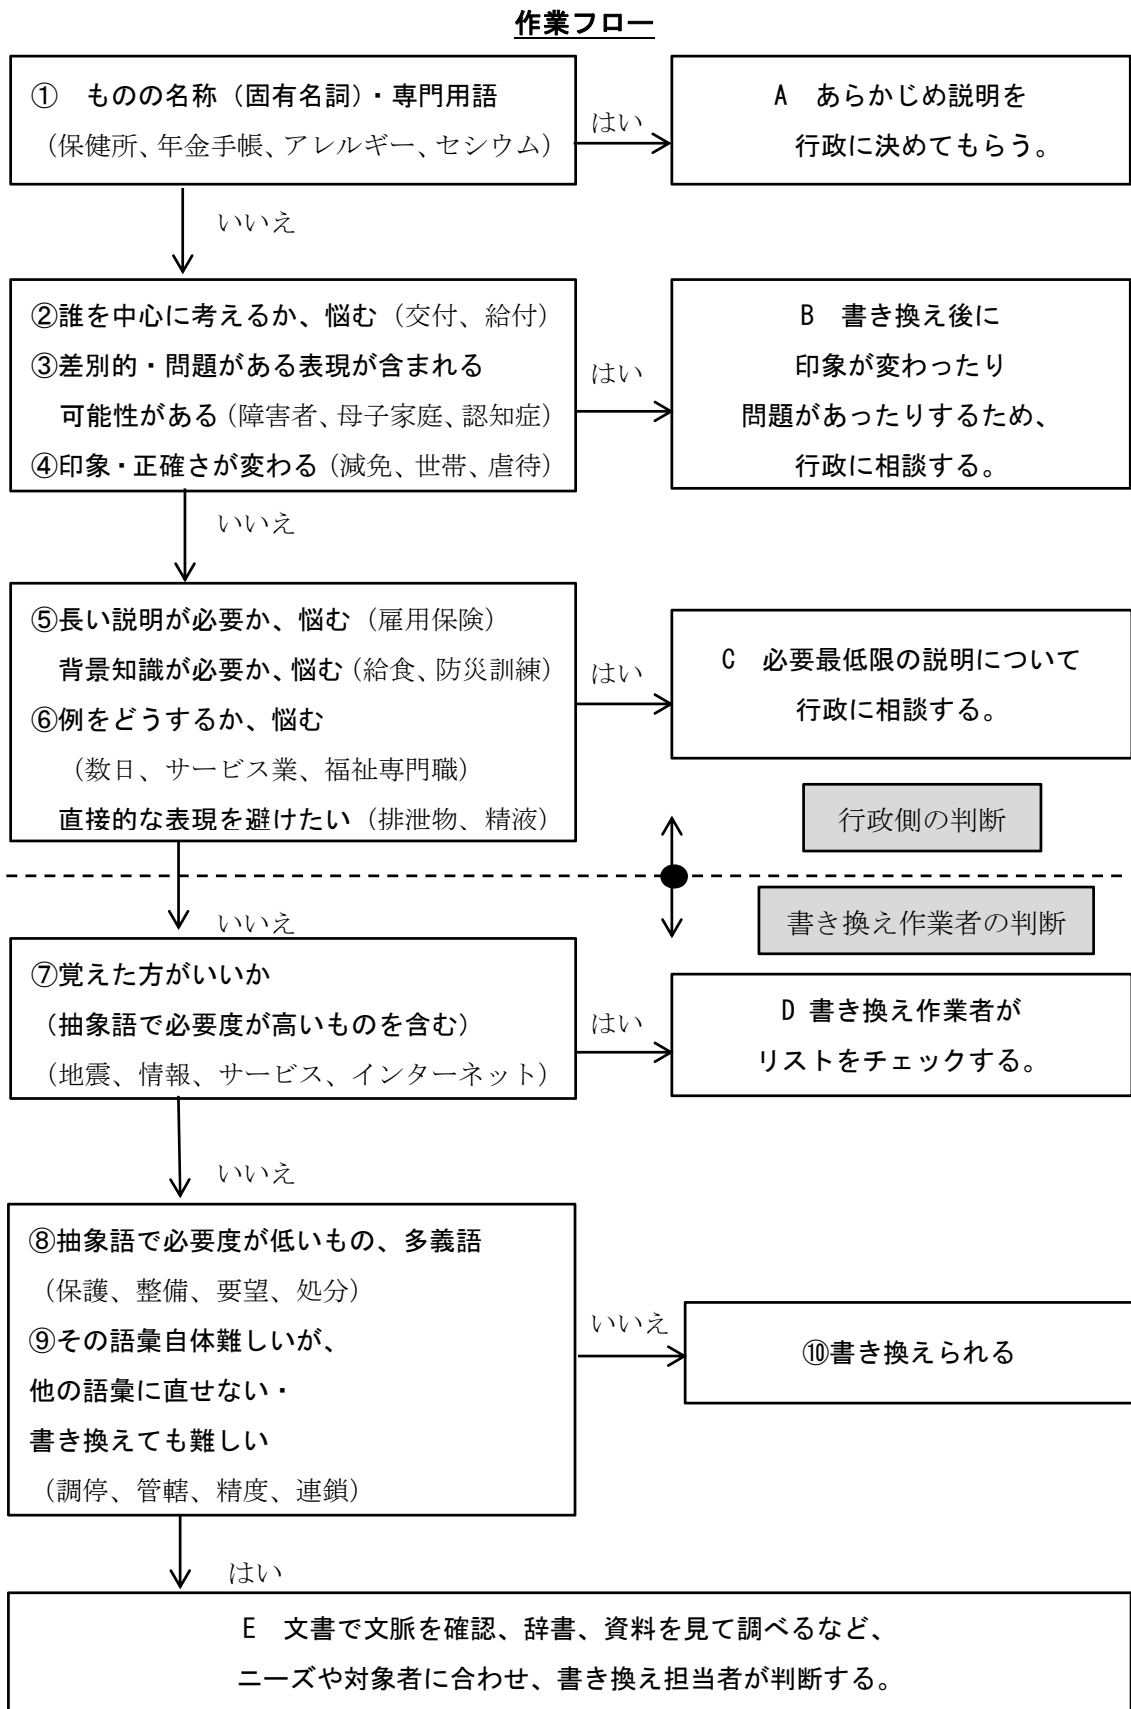 作業フロー
① ものの名称（固有名詞）・専門用語
（保健所、年金手帳、アレルギー、セシウム）
はい
A あらかじめ説明を
行政に決めてもらう。
いいえ
②誰を中心に考えるか、悩む（交付、給付）
③差別的・問題がある表現が含まれる
可能性がある（障害者、母子家庭、認知症）
④印象・正確さが変わる（減免、世帯、虐待）
はい
B 書き換え後に
印象が変わったり
問題があったりするため、
行政に相談する。
いいえ
⑤長い説明が必要か、悩む（雇用保険）
背景知識が必要か、悩む（給食、防災訓練）
⑥例をどうするか、悩む
（数日、サービス業、福祉専門職）
直接的な表現を避けたい（排泄物、精液）
はい
C 必要最低限の説明について
行政に相談する。
行政側の判断
書き換え作業者の判断
いいえ
⑦覚えた方がいいか
（抽象語で必要度が高いものを含む）
（地震、情報、サービス、インターネット）
はい
D 書き換え作業者が
リストをチェックする。
いいえ
⑧抽象語で必要度が低いもの、多義語
（保護、整備、要望、処分）
⑨その語彙自体難しいが、
他の語彙に直せない・
書き換えても難しい
（調停、管轄、精度、連鎖）
いいえ
⑩書き換えられる
はい
E 文書で文脈を確認、辞書、資料を見て調べるなど、
ニーズや対象者に合わせ、書き換え担当者が判断する。